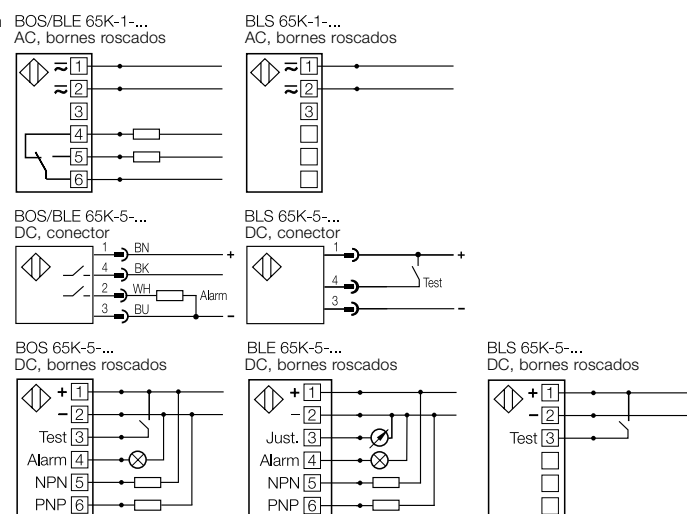 BOS/BLE 65K-1-...
AC, bornes roscados
1
2
3
4
5
6
BLS 65K-1-...
AC, bornes roscados
1
2
3
BOS/BLE 65K-5-...
DC, conector
1 BN +
4 BK
2 WH Alarm
3 BU –
BLS 65K-5-...
DC, conector
1 +
4 Test
3 –
BOS 65K-5-...
DC, bornes roscados
+ 1
– 2
Test 3
Alarm 4
NPN 5
PNP 6
BLE 65K-5-...
DC, bornes roscados
+ 1
– 2
Just. 3
Alarm 4
NPN 5
PNP 6
BLS 65K-5-...
DC, bornes roscados
+ 1
– 2
Test 3